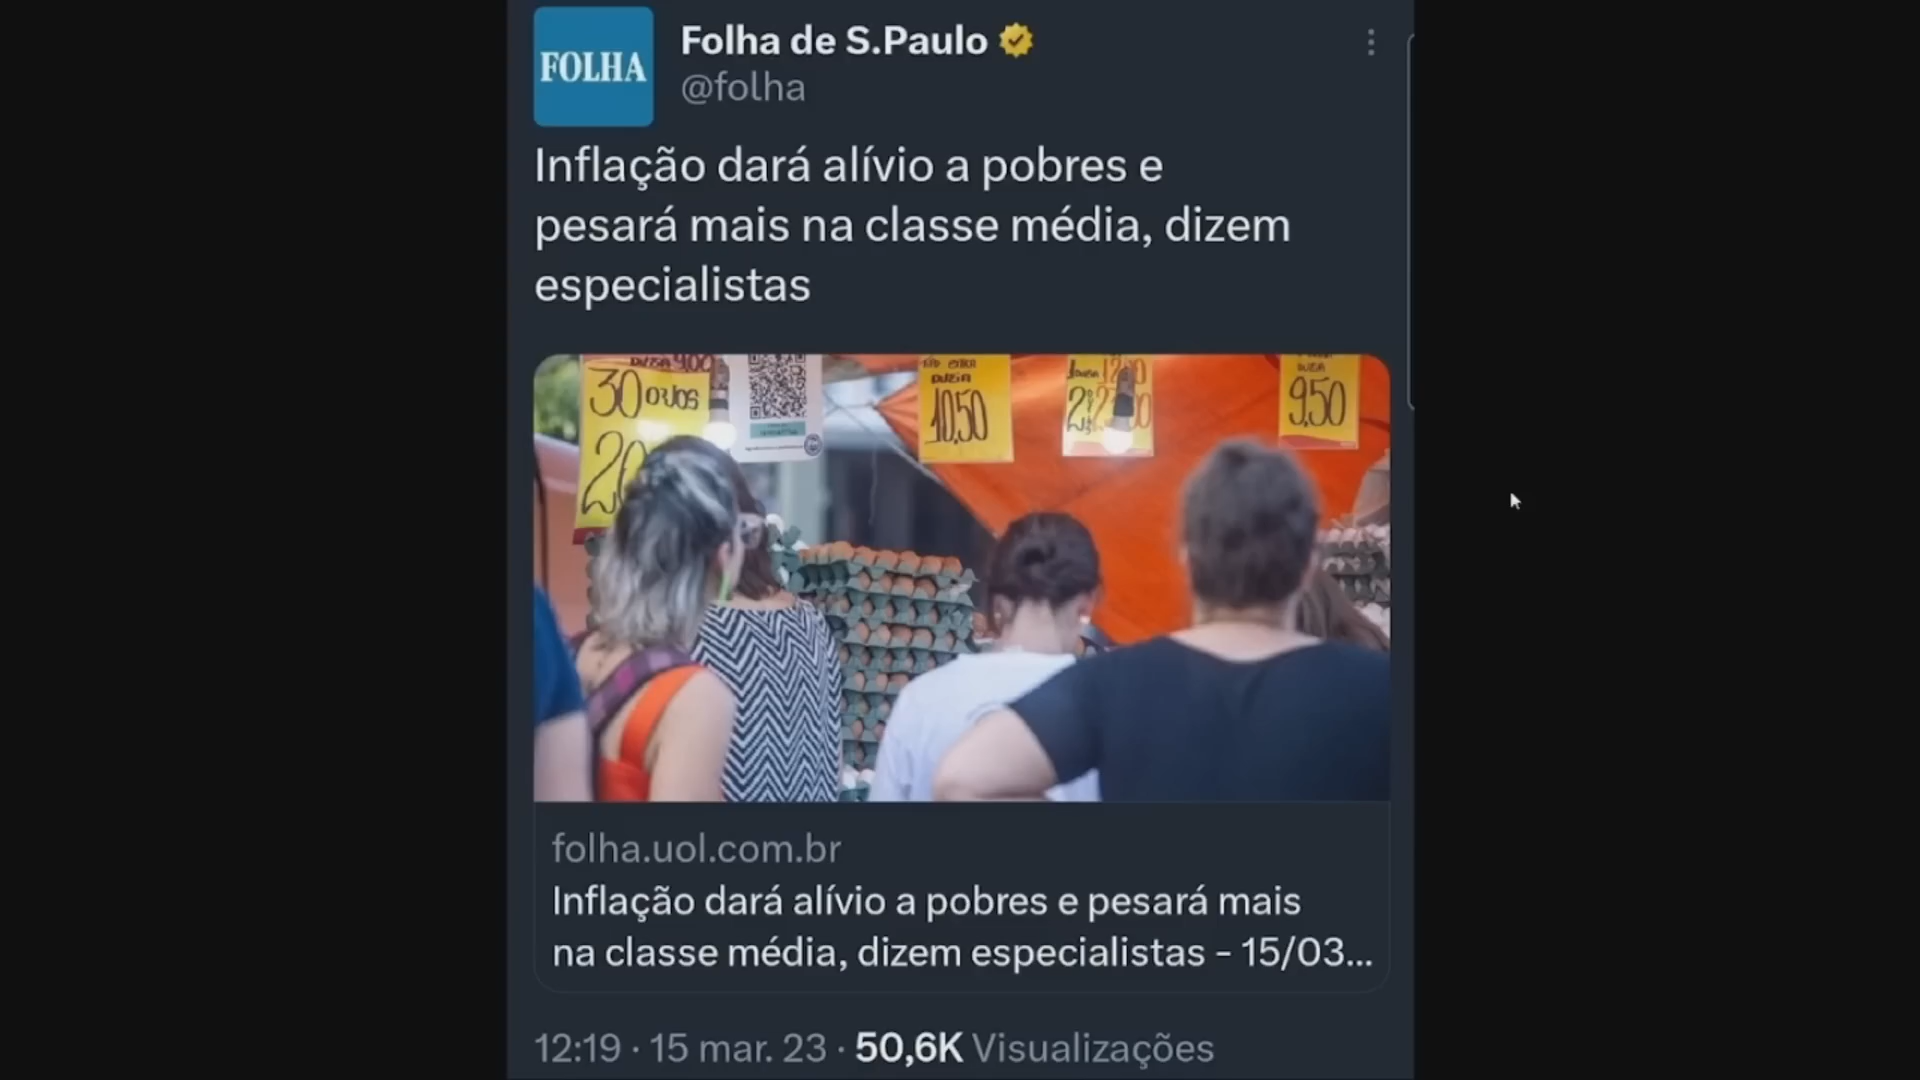 FOLHA
Folha de S.Paulo
@folha
Inflação dará alívio a pobres e
pesará mais na classe média, dizem
especialistas
30 OVOS
20
DUZIA
10,50
9,50
folha.uol.com.br
Inflação dará alívio a pobres e pesará mais
na classe média, dizem especialistas - 15/03...
12:19 · 15 mar. 23 · 50,6K Visualizações